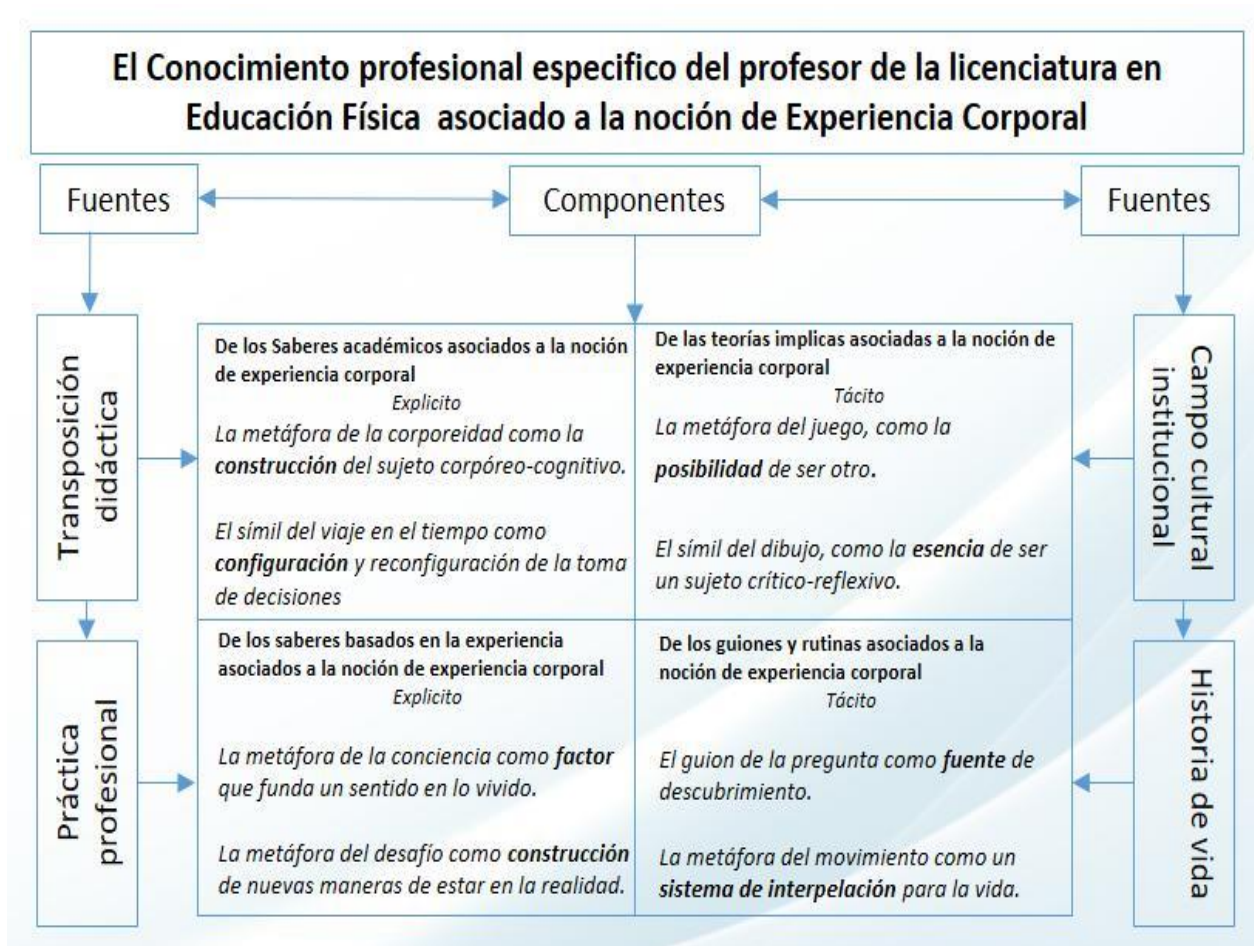 El Conocimiento profesional especifico del profesor de la licenciatura en
Educación Física asociado a la noción de Experiencia Corporal
Fuentes
Componentes
Fuentes
Transposición
didáctica
De los Saberes académicos asociados a la noción
de experiencia corporal
Explicito
La metáfora de la corporeidad como la
construcción del sujeto corpóreo-cognitivo.
El símil del viaje en el tiempo como
configuración y reconfiguración de la toma
de decisiones
De las teorías implicas asociadas a la noción de
experiencia corporal
Tácito
La metáfora del juego, como la
posibilidad de ser otro.
El símil del dibujo, como la esencia de ser
un sujeto crítico-reflexivo.
Campo cultural
institucional
Práctica
profesional
De los saberes basados en la experiencia
asociados a la noción de experiencia corporal
Explicito
La metáfora de la conciencia como factor
que funda un sentido en lo vivido.
La metáfora del desafío como construcción
de nuevas maneras de estar en la realidad.
De los guiones y rutinas asociados a la
noción de experiencia corporal
Tácito
El guion de la pregunta como fuente de
descubrimiento.
La metáfora del movimiento como un
sistema de interpelación para la vida.
Historia de vida